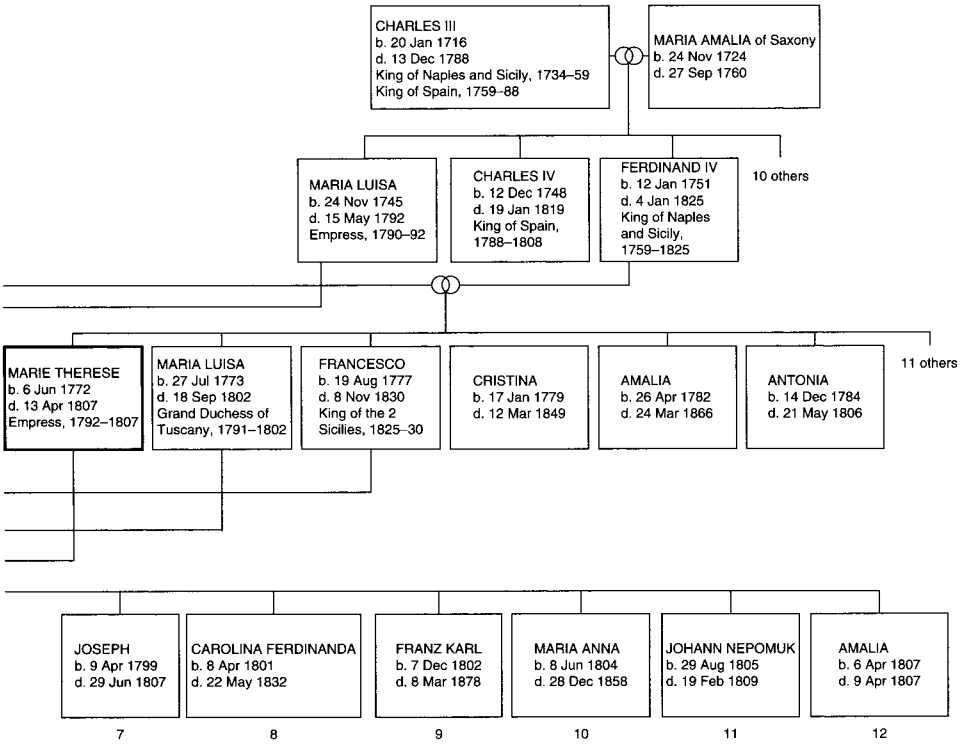 CHARLES III
b. 20 Jan 1716
d. 13 Dec 1788
King of Naples and Sicily, 1734–59
King of Spain, 1759–88
MARIA AMALIA of Saxony
b. 24 Nov 1724
d. 27 Sep 1760
MARIA LUISA
b. 24 Nov 1745
d. 15 May 1792
Empress, 1790–92
CHARLES IV
b. 12 Dec 1748
d. 19 Jan 1819
King of Spain,
1788–1808
FERDINAND IV
b. 12 Jan 1751
d. 4 Jan 1825
King of Naples
and Sicily,
1759–1825
10 others
MARIE THERESE
b. 6 Jun 1772
d. 13 Apr 1807
Empress, 1792–1807
MARIA LUISA
b. 27 Jul 1773
d. 18 Sep 1802
Grand Duchess of
Tuscany, 1791–1802
FRANCESCO
b. 19 Aug 1777
d. 8 Nov 1830
King of the 2
Sicilies, 1825–30
CRISTINA
b. 17 Jan 1779
d. 12 Mar 1849
AMALIA
b. 26 Apr 1782
d. 24 Mar 1866
ANTONIA
b. 14 Dec 1784
d. 21 May 1806
11 others
JOSEPH
b. 9 Apr 1799
d. 29 Jun 1807
7
CAROLINA FERDINANDA
b. 8 Apr 1801
d. 22 May 1832
8
FRANZ KARL
b. 7 Dec 1802
d. 8 Mar 1878
9
MARIA ANNA
b. 8 Jun 1804
d. 28 Dec 1858
10
JOHANN NEPOMUK
b. 29 Aug 1805
d. 19 Feb 1809
11
AMALIA
b. 6 Apr 1807
d. 9 Apr 1807
12